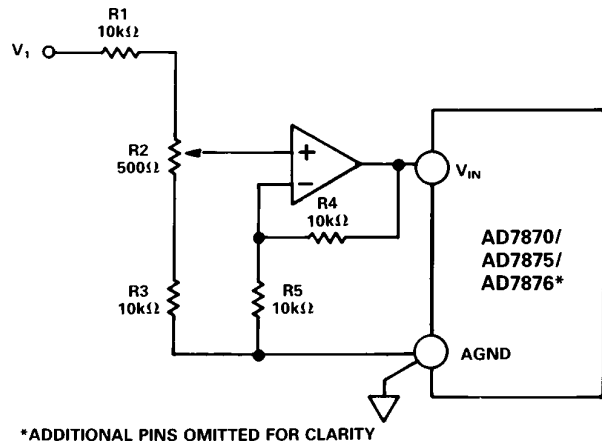 R1
10kΩ
V1
R2
500Ω
+
−
R4
10kΩ
VIN
AD7870/
AD7875/
AD7876*
R3
10kΩ
R5
10kΩ
AGND
*ADDITIONAL PINS OMITTED FOR CLARITY